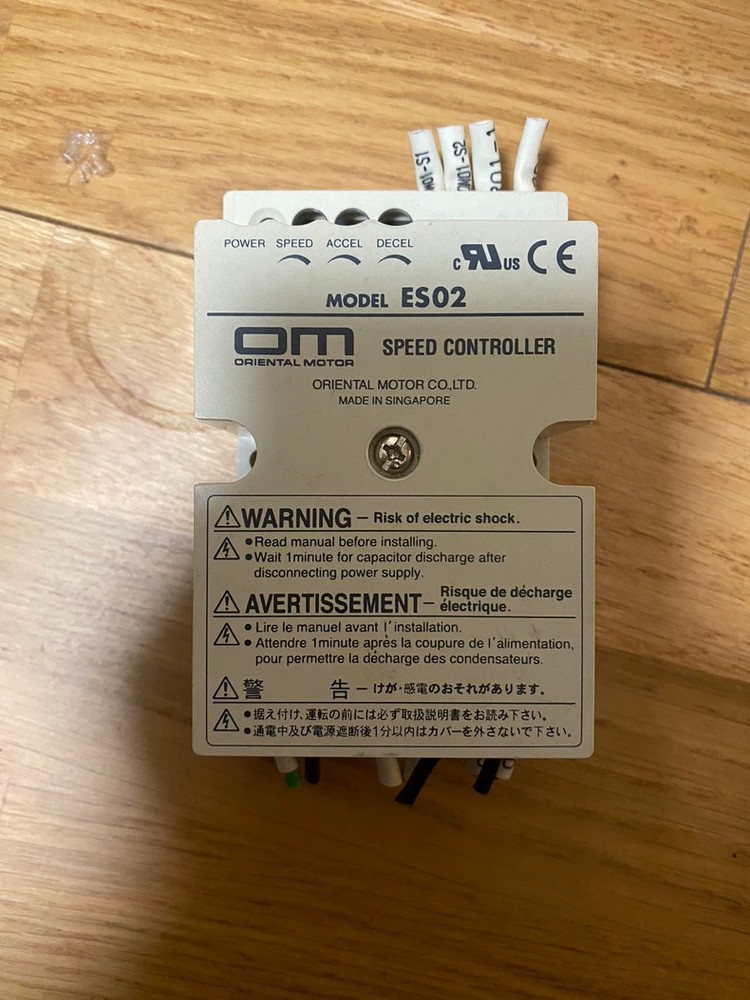 0M01-S1
0M01-S2
POWER SPEED ACCEL DECEL
c RU US CE
MODEL ES02
OM
ORIENTAL MOTOR
SPEED CONTROLLER
ORIENTAL MOTOR CO.,LTD.
MADE IN SINGAPORE
WARNING – Risk of electric shock.
● Read manual before installing.
● Wait 1minute for capacitor discharge after
disconnecting power supply.
AVERTISSEMENT – Risque de décharge
électrique.
● Lire le manuel avant l'installation.
● Attendre 1minute après la coupure de l'alimentation,
pour permettre la décharge des condensateurs.
警 告 – けが・感電のおそれがあります。
● 据え付け、運転の前には必ず取扱説明書をお読み下さい。
● 通電中及び電源遮断後1分以内はカバーを外さないで下さい。